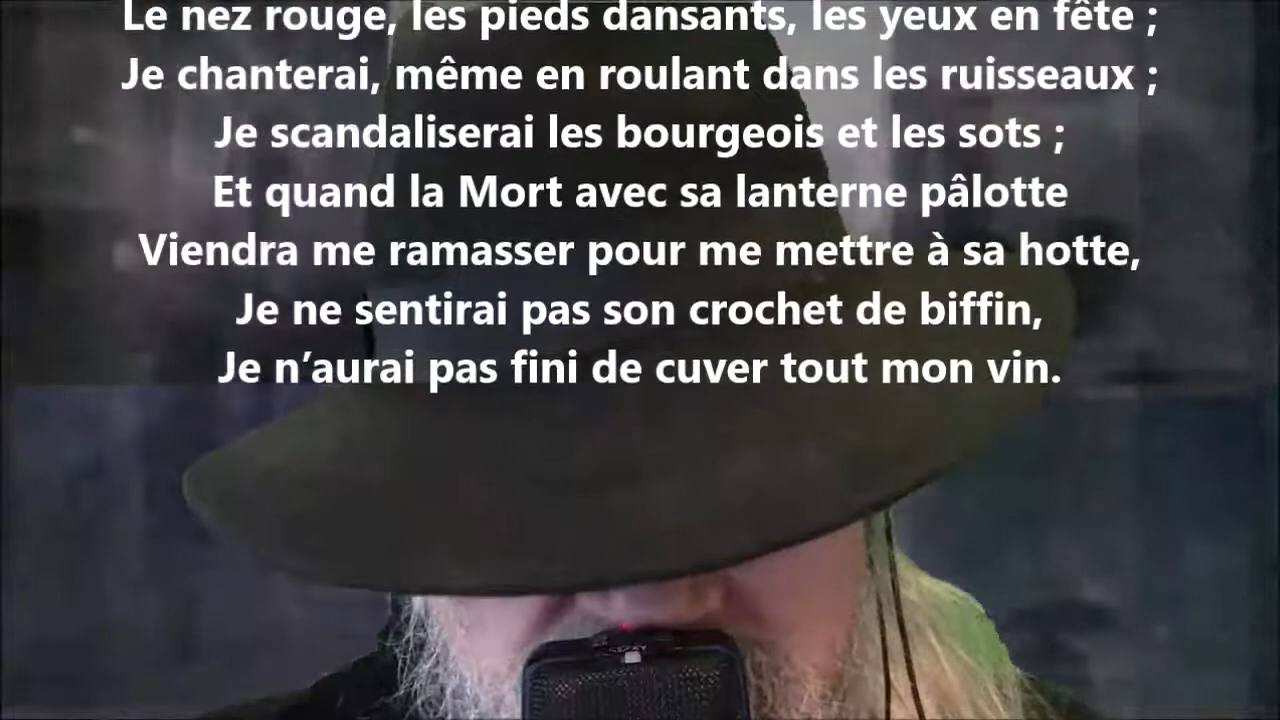 Le nez rouge, les pieds dansants, les yeux en fête ;
Je chanterai, même en roulant dans les ruisseaux ;
Je scandaliserai les bourgeois et les sots ;
Et quand la Mort avec sa lanterne pâlotte
Viendra me ramasser pour me mettre à sa hotte,
Je ne sentirai pas son crochet de biffin,
Je n’aurai pas fini de cuver tout mon vin.